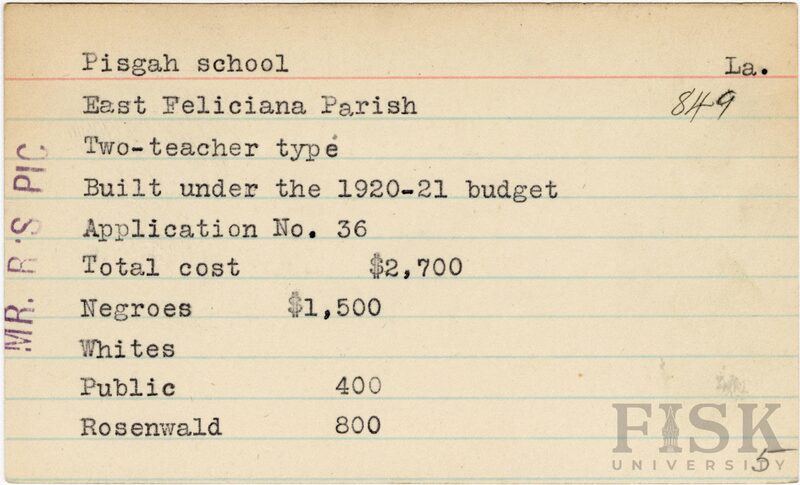 Pisgah school La.
East Feliciana Parish 849
Two-teacher type
Built under the 1920-21 budget
Application No. 36
Total cost $2,700
Negroes $1,500
Whites
Public 400
Rosenwald 800
MR. R'S PIC
FISK
UNIVERSITY
5